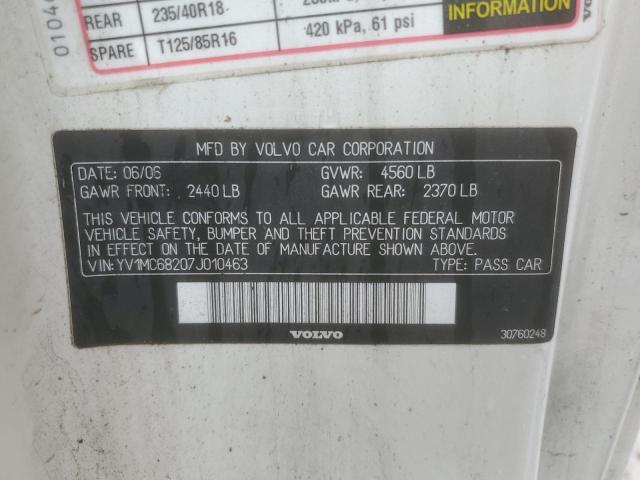 INFORMATION
VOLVO
REAR 235/40R18
SPARE T125/85R16 420 kPa, 61 psi
MFD BY VOLVO CAR CORPORATION
DATE: 06/06 GVWR: 4560 LB
GAWR FRONT: 2440 LB GAWR REAR: 2370 LB
THIS VEHICLE CONFORMS TO ALL APPLICABLE FEDERAL MOTOR
VEHICLE SAFETY, BUMPER AND THEFT PREVENTION STANDARDS
IN EFFECT ON THE DATE OF MANUFACTURE SHOWN ABOVE.
VIN: YV1MC68207J010463 TYPE: PASS CAR
VOLVO
30760248